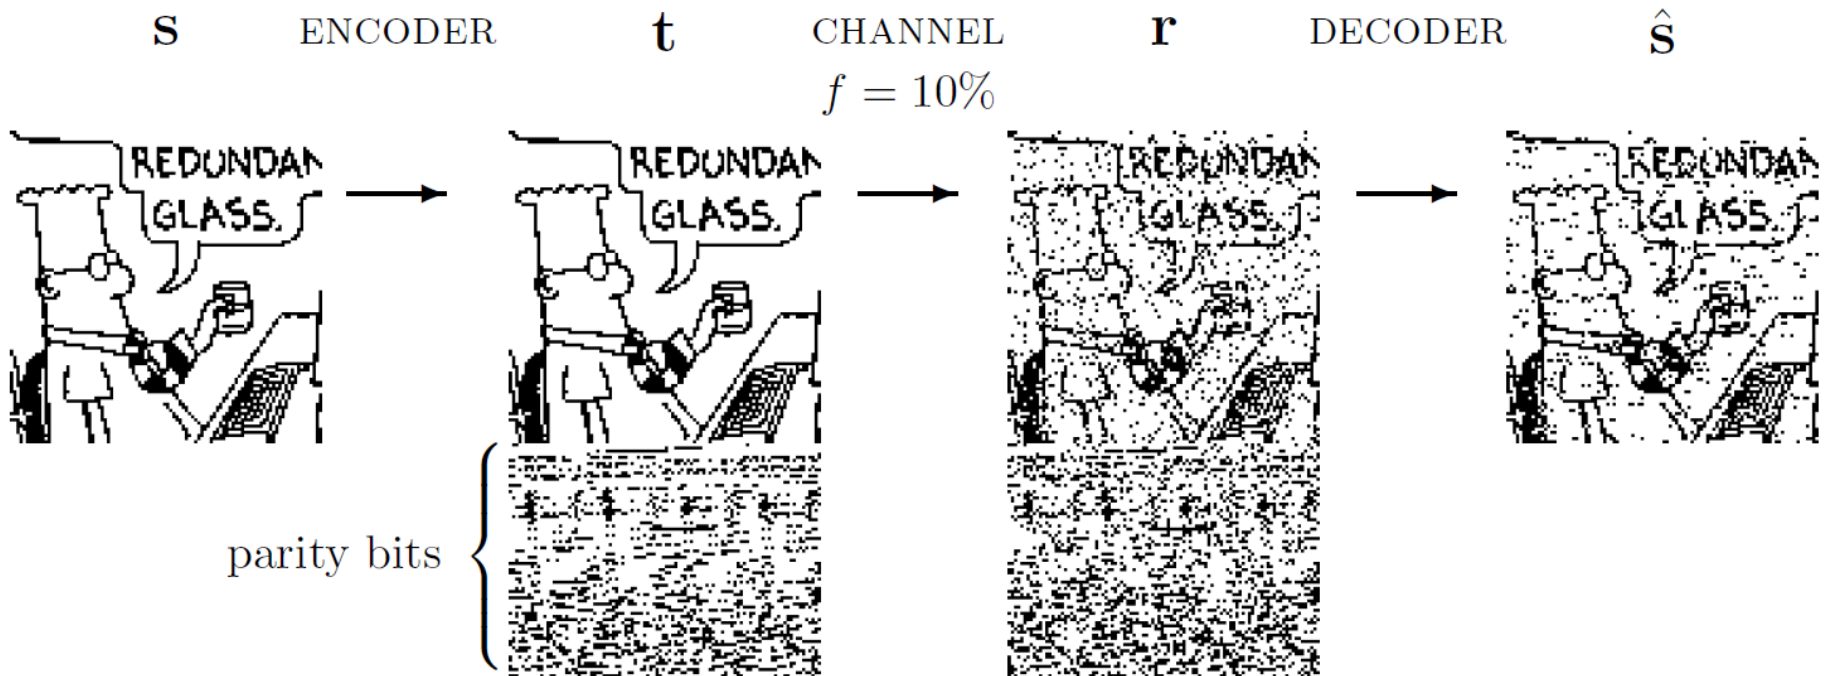 s ENCODER t CHANNEL r DECODER ŝ
f = 10%
REDUNDAN REDUNDAN REDUNDAN REDUNDAN
GLASS. GLASS. GLASS. GLASS.
parity bits